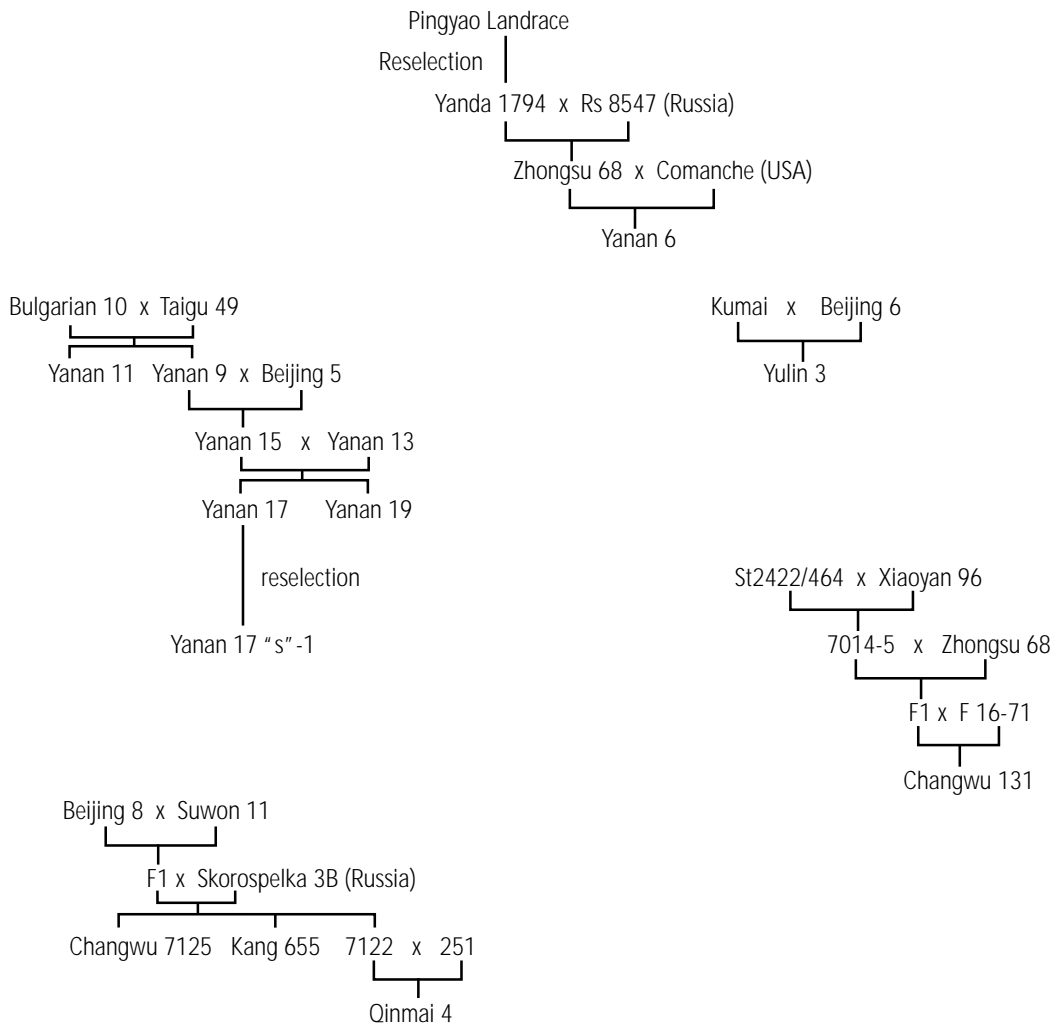 Pingyao Landrace
Reselection
Yanda 1794 x Rs 8547 (Russia)
Zhongsu 68 x Comanche (USA)
Yanan 6
Bulgarian 10 x Taigu 49
Yanan 11 Yanan 9 x Beijing 5
Yanan 15 x Yanan 13
Yanan 17 Yanan 19
reselection
Yanan 17 “s”-1
Kumai x Beijing 6
Yulin 3
St2422/464 x Xiaoyan 96
7014-5 x Zhongsu 68
F1 x F 16-71
Changwu 131
Beijing 8 x Suwon 11
F1 x Skorospelka 3B (Russia)
Changwu 7125 Kang 655 7122 x 251
Qinmai 4